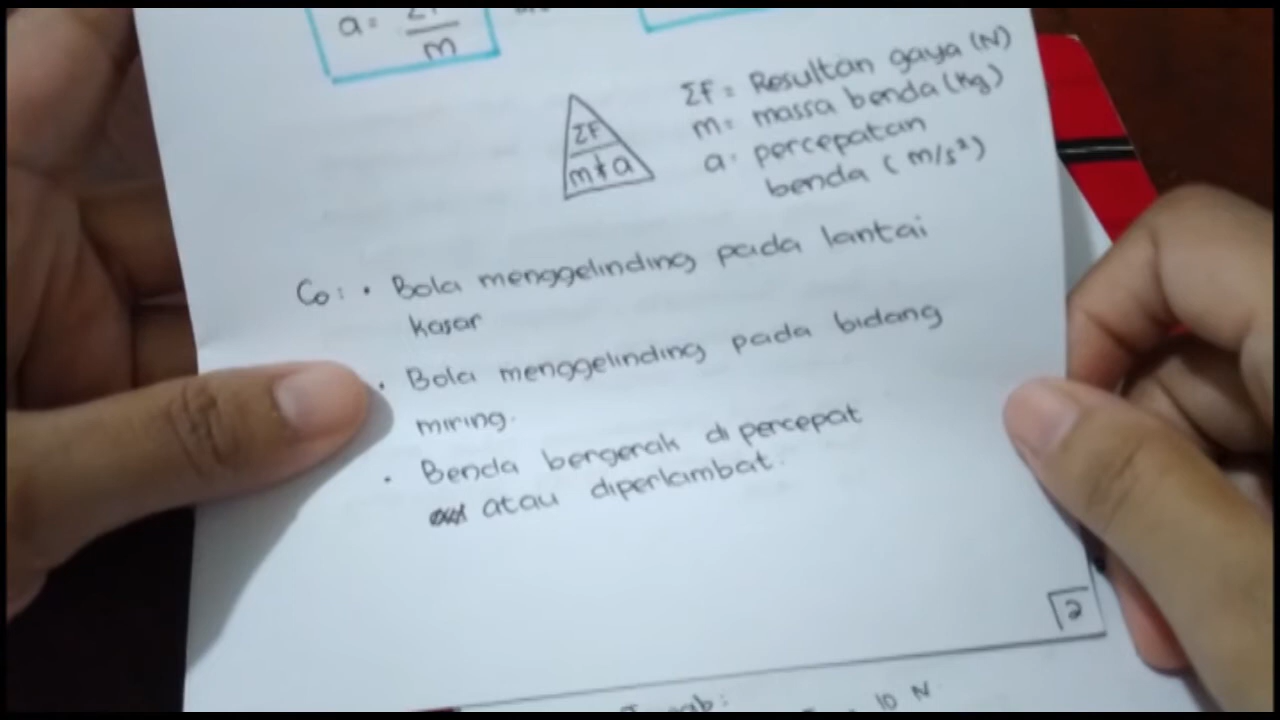 a = ΣF
m
ΣF = Resultan gaya (N)
m = massa benda (kg)
a = percepatan
benda (m/s²)
ΣF
m * a
Co : • Bola menggelinding pada lantai
kasar
• Bola menggelinding pada bidang
miring.
• Benda bergerak di percepat
atau diperlambat.
2
10 N